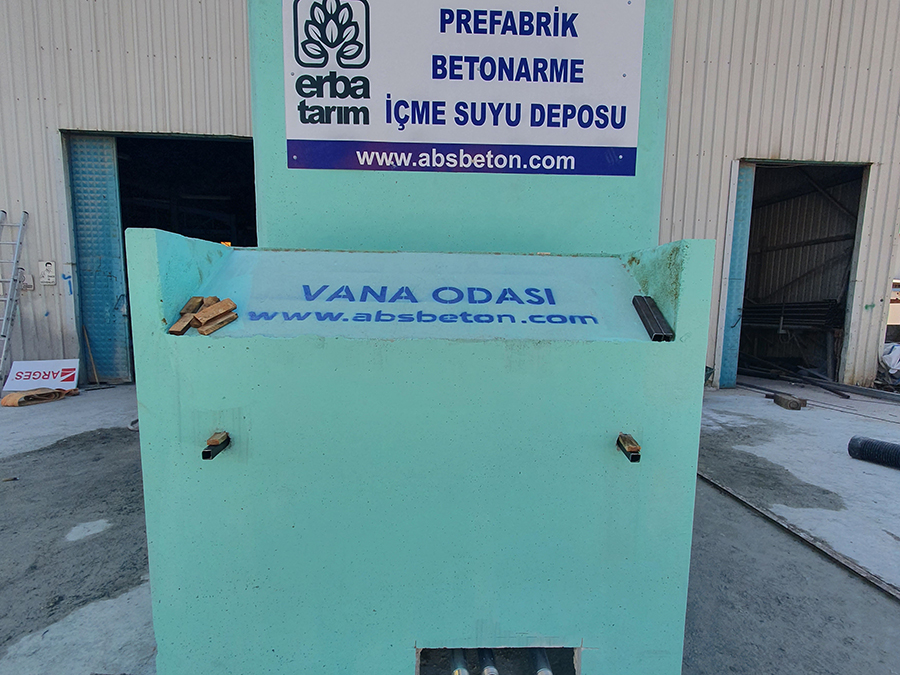 erba
tarım
PREFABRİK
BETONARME
İÇME SUYU DEPOSU
www.absbeton.com
VANA ODASI
www.absbeton.com
ARGES